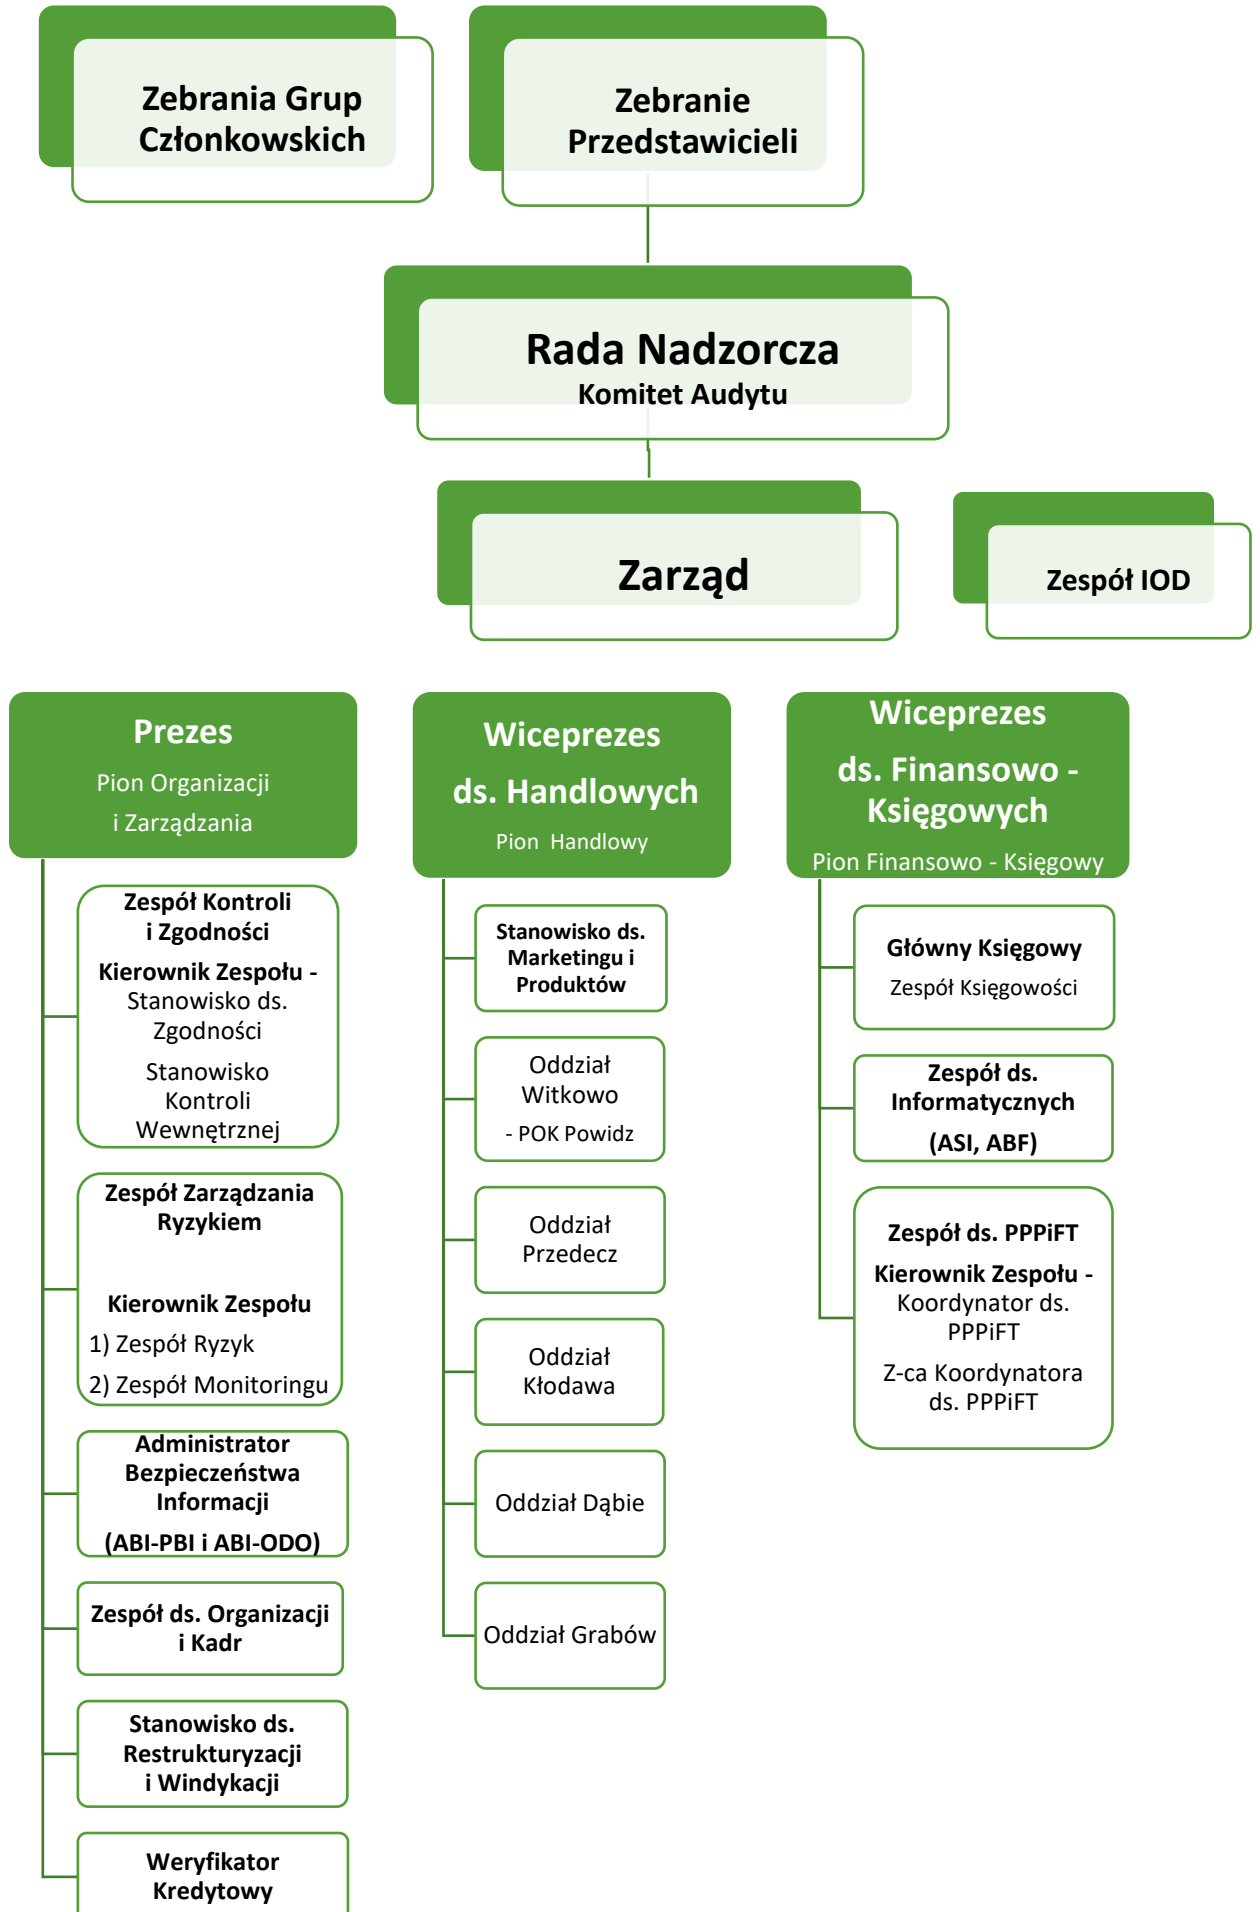 Zebrania Grup
Członkowskich
Zebranie
Przedstawicieli
Rada Nadzorcza
Komitet Audytu
Zarząd
Zespół IOD
Prezes
Pion Organizacji
i Zarządzania
Zespół Kontroli
i Zgodności
Kierownik Zespołu -
Stanowisko ds.
Zgodności
Stanowisko
Kontroli
Wewnętrznej
Zespół Zarządzania
Ryzykiem
Kierownik Zespołu
1) Zespół Ryzyk
2) Zespół Monitoringu
Administrator
Bezpieczeństwa
Informacji
(ABI-PBI i ABI-ODO)
Zespół ds. Organizacji
i Kadr
Stanowisko ds.
Restrukturyzacji
i Windykacji
Weryfikator
Kredytowy
Wiceprezes
ds. Handlowych
Pion Handlowy
Stanowisko ds.
Marketingu i
Produktów
Oddział
Witkowo
- POK Powidz
Oddział
Przedecz
Oddział
Kłodawa
Oddział Dąbie
Oddział Grabów
Wiceprezes
ds. Finansowo -
Księgowych
Pion Finansowo - Księgowy
Główny Księgowy
Zespół Księgowości
Zespół ds.
Informatycznych
(ASI, ABF)
Zespół ds. PPPiFT
Kierownik Zespołu -
Koordynator ds.
PPPiFT
Z-ca Koordynatora
ds. PPPiFT